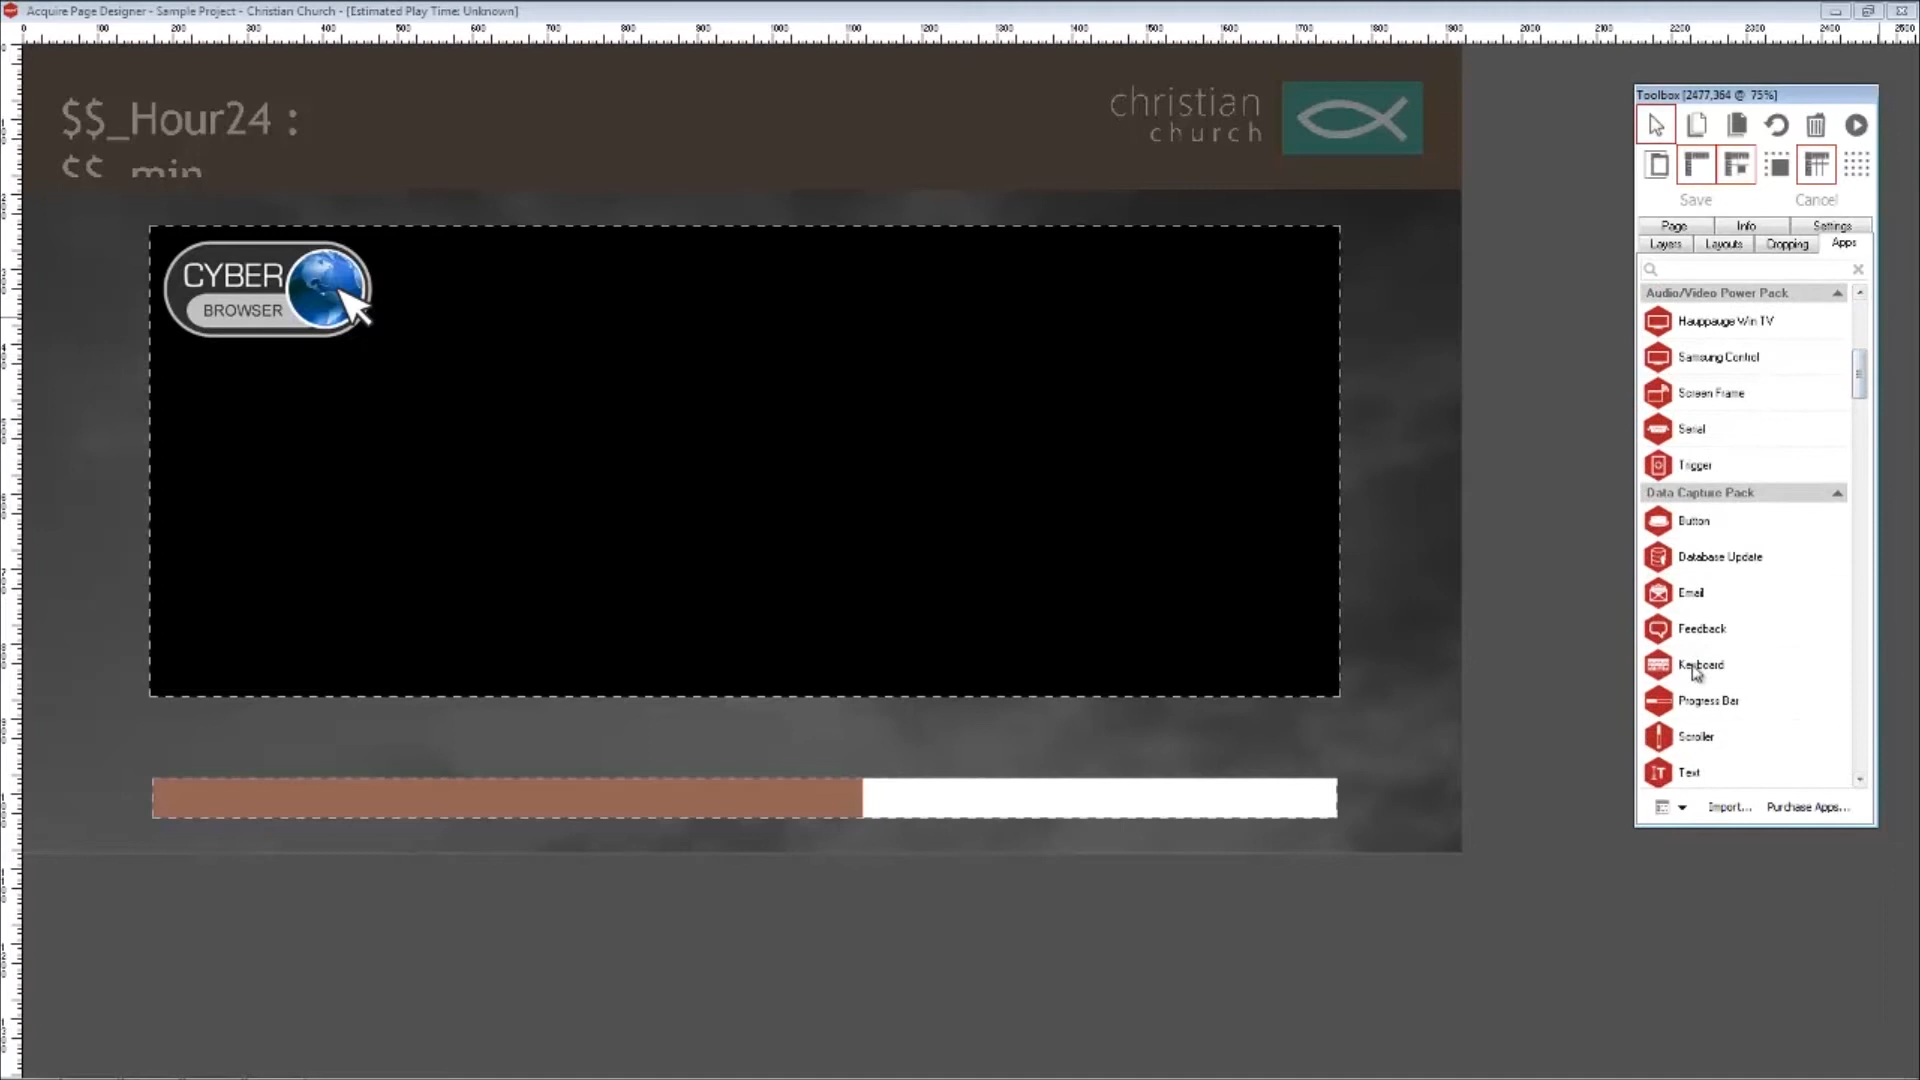 Acquire Page Designer - Sample Project - Christian Church - [Estimated Play Time: Unknown]
$$_Hour24 :
$$_min
christian
church
CYBER
BROWSER
Toolbox [2477,364 @ 75%]
Save
Cancel
Page
Info
Settings
Layers
Layouts
Cropping
Apps
Audio/Video Power Pack
Hauppauge Win TV
Samsung Control
Screen Frame
Serial
Trigger
Data Capture Pack
Button
Database Update
Email
Feedback
Keyboard
Progress Bar
Scroller
Text
Import...
Purchase Apps...